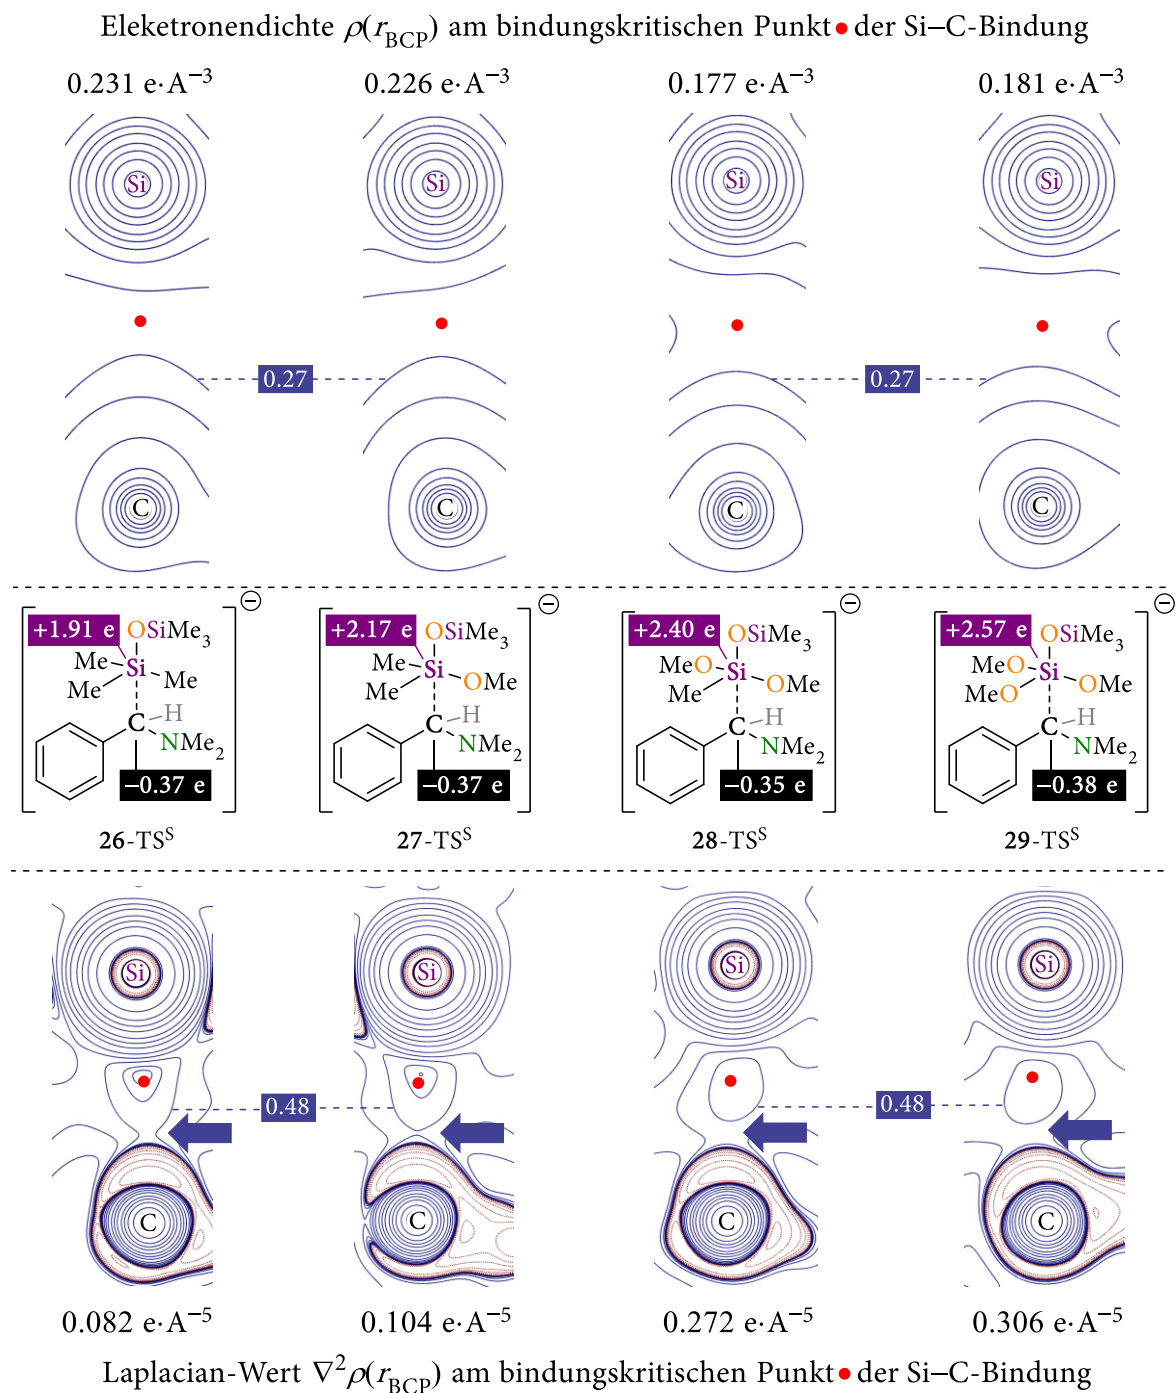 Eleketronendichte ρ(r_BCP) am bindungskritischen Punkt • der Si–C-Bindung
0.231 e·A⁻³ 0.226 e·A⁻³ 0.177 e·A⁻³ 0.181 e·A⁻³
Si Si Si Si
0.27 0.27
C C C C
+1.91 e OSiMe₃ ⊖ +2.17 e OSiMe₃ ⊖ +2.40 e OSiMe₃ ⊖ +2.57 e OSiMe₃ ⊖
Me Si Me Si MeO Si MeO Si
Me Me Me OMe Me OMe MeO OMe
C H C H C H C H
NMe₂ NMe₂ NMe₂ NMe₂
−0.37 e −0.37 e −0.35 e −0.38 e
26-TSˢ 27-TSˢ 28-TSˢ 29-TSˢ
Si Si Si Si
0.48 0.48
C C C C
0.082 e·A⁻⁵ 0.104 e·A⁻⁵ 0.272 e·A⁻⁵ 0.306 e·A⁻⁵
Laplacian-Wert ∇²ρ(r_BCP) am bindungskritischen Punkt • der Si–C-Bindung